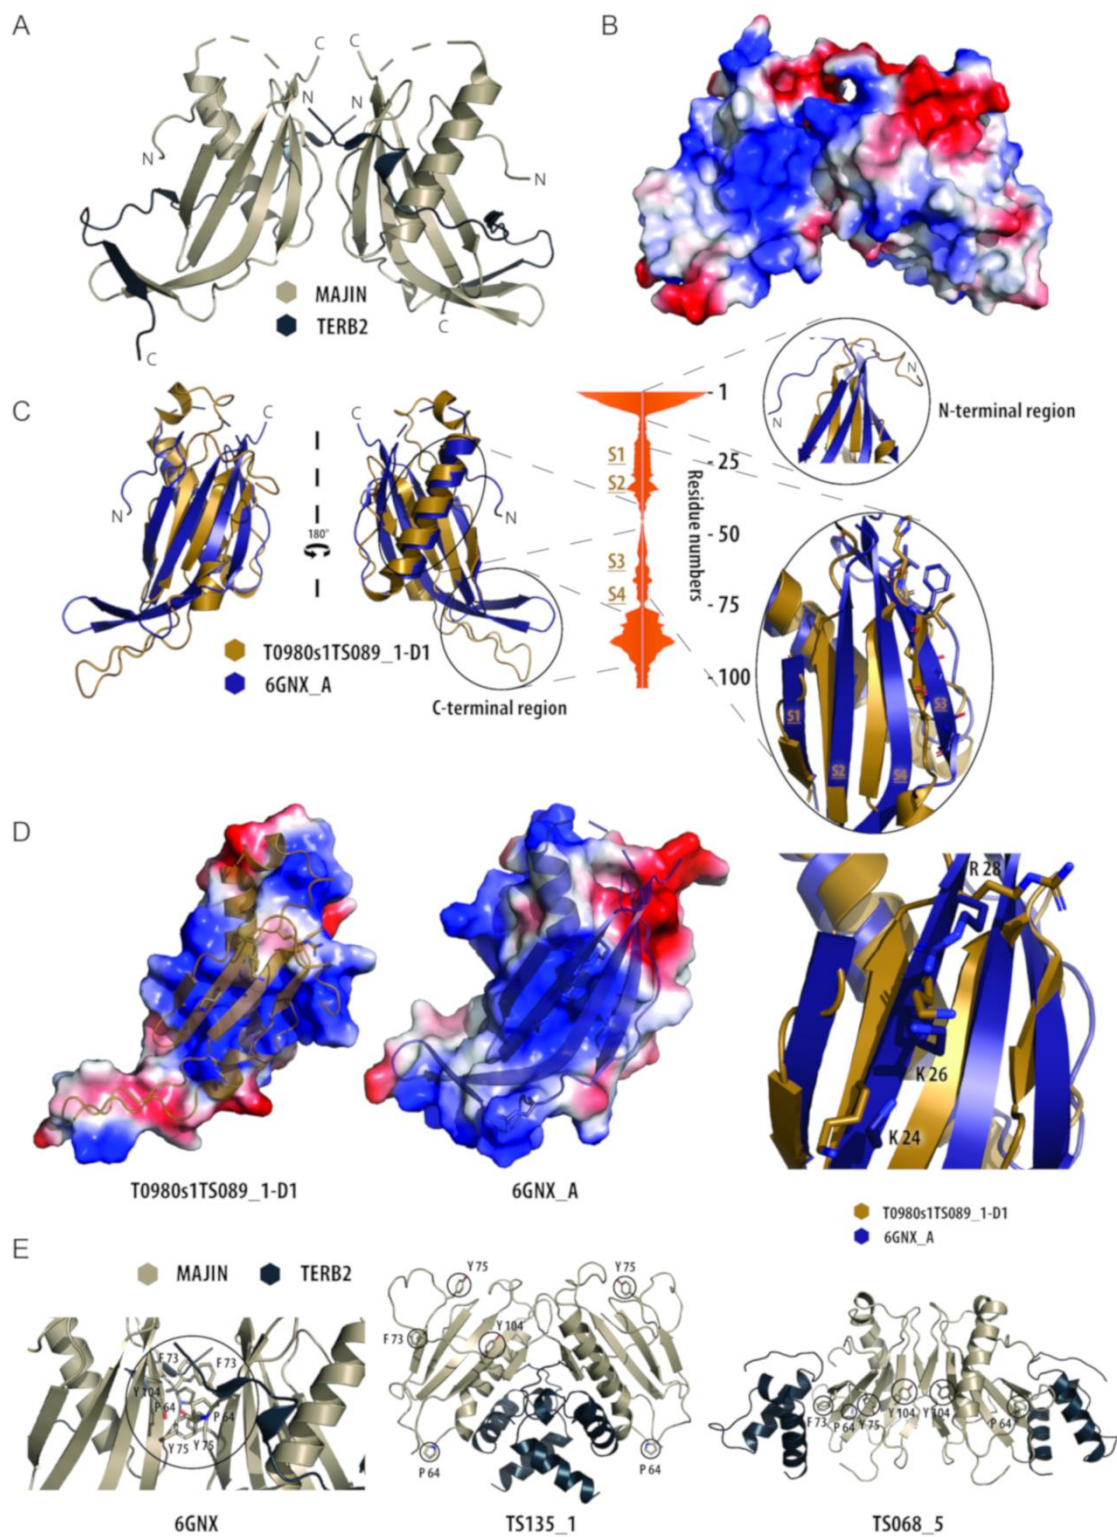 A
B
C
C
N
N
N
N
MAJIN
TERB2
C
C
C
C
C
N
N
180°
T0980s1TS089_1-D1
6GNX_A
C-terminal region
S1
S2
S3
S4
- 1
- 25
- 50
- 75
- 100
Residue numbers
N
N
N-terminal region
S1
S2
S4
S3
D
T0980s1TS089_1-D1
6GNX_A
R 28
K 26
K 24
T0980s1TS089_1-D1
6GNX_A
E
MAJIN
TERB2
F 73
F 73
Y 104
P 64
P 64
Y 75
Y 75
6GNX
Y 75
Y 75
F 73
Y 104
P 64
P 64
TS135_1
F 73
P 64
Y 75
Y 104
Y 104
P 64
TS068_5